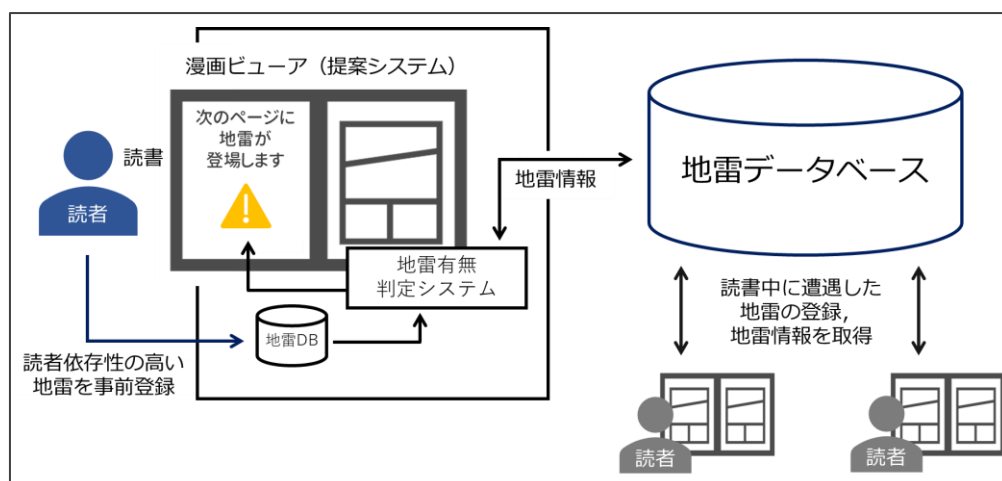 漫画ビューア（提案システム）
次のページに
地雷が
登場します
読書
読者
地雷有無
判定システム
地雷DB
読者依存性の高い
地雷を事前登録
地雷情報
地雷データベース
読書中に遭遇した
地雷の登録,
地雷情報を取得
読者
読者